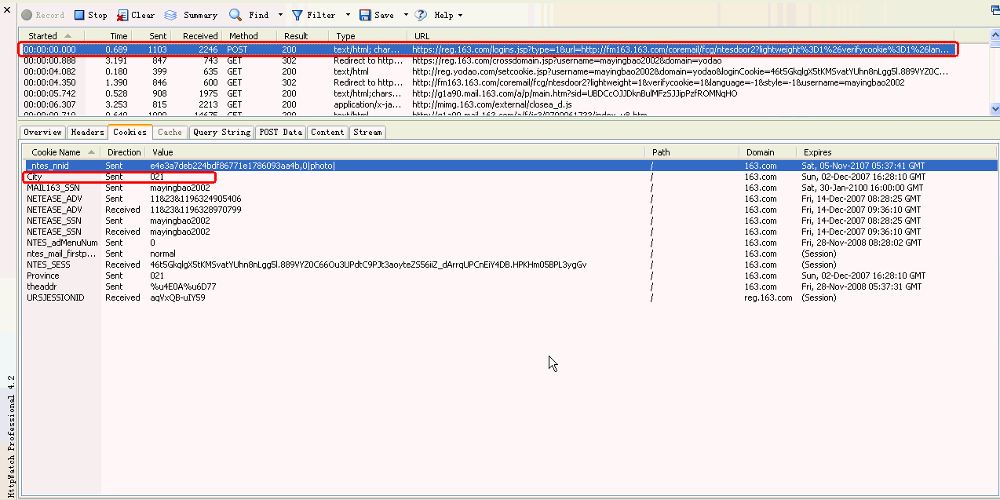 Record Stop Clear Summary Find Filter Save Help
Started Time Sent Received Method Result Type URL
00:00:00.000 0.689 1103 2246 POST 200 text/html; char... https://reg.163.com/logins.jsp?type=1&url=http://fm163.163.com/coremail/fcg/ntesdoor2?lightweight%3D1%26verifycookie%3D1%26lan...
00:00:00.888 3.191 847 743 GET 302 Redirect to http... https://reg.163.com/crossdomain.jsp?username=mayingbao2002&domain=yodao
00:00:04.082 0.180 399 635 GET 200 text/html http://reg.yodao.com/setcookie.jsp?username=mayingbao2002&domain=yodao&loginCookie=46t5GkqlgX5tKMSvatYUhn8nLgg5l.889VYZ0C...
00:00:04.350 1.390 846 600 GET 302 Redirect to http... http://fm163.163.com/coremail/fcg/ntesdoor2?lightweight=1&verifycookie=1&language=-1&style=-1&username=mayingbao2002
00:00:05.742 0.528 908 1975 GET 200 text/html;chars... http://g1a90.mail.163.com/a/p/main.htm?sid=UBDCcOJJDknBulMFzSJJipPzfROMNqHO
00:00:06.307 3.253 815 2213 GET 200 application/x-ja... http://mimg.163.com/external/closea_d.js
Overview Headers Cookies Cache Query String POST Data Content Stream
Cookie Name Direction Value Path Domain Expires
_ntes_nnid Sent e4e3a7deb224bdf86771e1786093aa4b,0|photo| / 163.com Sat, 05-Nov-2107 05:37:41 GMT
City Sent 021 / 163.com Sun, 02-Dec-2007 16:28:10 GMT
MAIL163_SSN Sent mayingbao2002 / 163.com Sat, 30-Jan-2100 16:00:00 GMT
NETEASE_ADV Sent 11&23&1196324905406 / 163.com Fri, 14-Dec-2007 08:28:25 GMT
NETEASE_ADV Received 11&23&1196328970799 / 163.com Fri, 14-Dec-2007 09:36:10 GMT
NETEASE_SSN Sent mayingbao2002 / 163.com Fri, 14-Dec-2007 08:28:25 GMT
NETEASE_SSN Received mayingbao2002 / 163.com Fri, 14-Dec-2007 09:36:10 GMT
NTES_adMenuNum Sent 0 / 163.com Fri, 28-Nov-2008 08:28:02 GMT
ntes_mail_firstp... Sent normal / 163.com (Session)
NTES_SESS Received 46t5GkqlgX5tKMSvatYUhn8nLgg5l.889VYZ0C66Ou3UPdtC9PJt3aoyteZS56iiZ_dArrqUPCnEiY4DB.HPKHm05BPL3ygGv / 163.com (Session)
Province Sent 021 / 163.com Sun, 02-Dec-2007 16:28:10 GMT
theaddr Sent %u4E0A%u6D77 / 163.com Fri, 28-Nov-2008 05:37:31 GMT
URSJESSIONID Received aqVxQB-uIY59 / reg.163.com (Session)
HttpWatch Professional 4.2